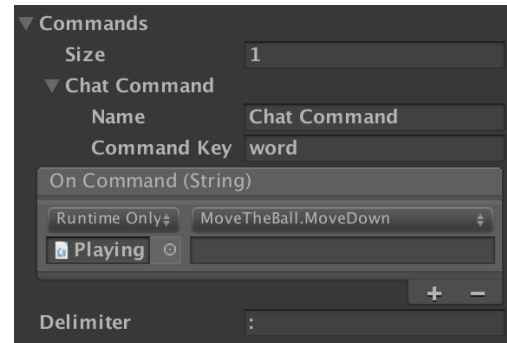 Commands
Size 1
Chat Command
Name Chat Command
Command Key word
On Command (String)
Runtime Only MoveTheBall.MoveDown
Playing
+ −
Delimiter :